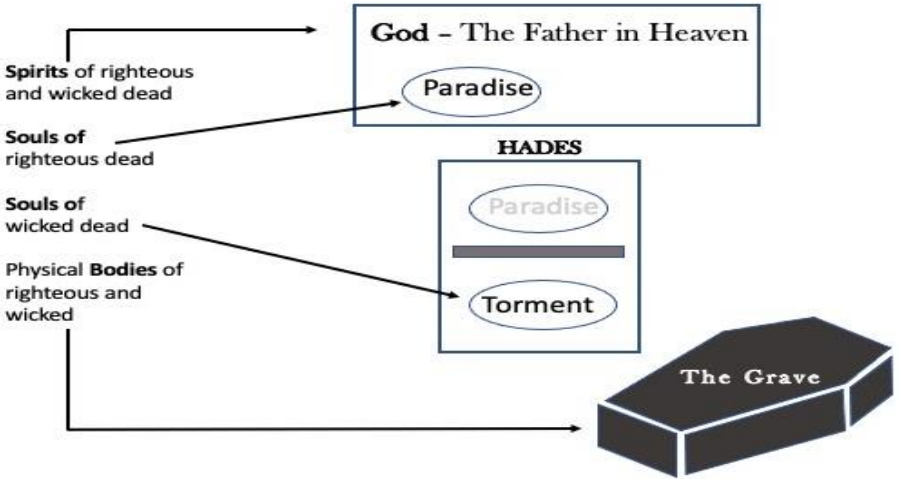 God – The Father in Heaven
Paradise
Spirits of righteous
and wicked dead
Souls of
righteous dead
HADES
Paradise
Souls of
wicked dead
Torment
Physical Bodies of
righteous and
wicked
The Grave